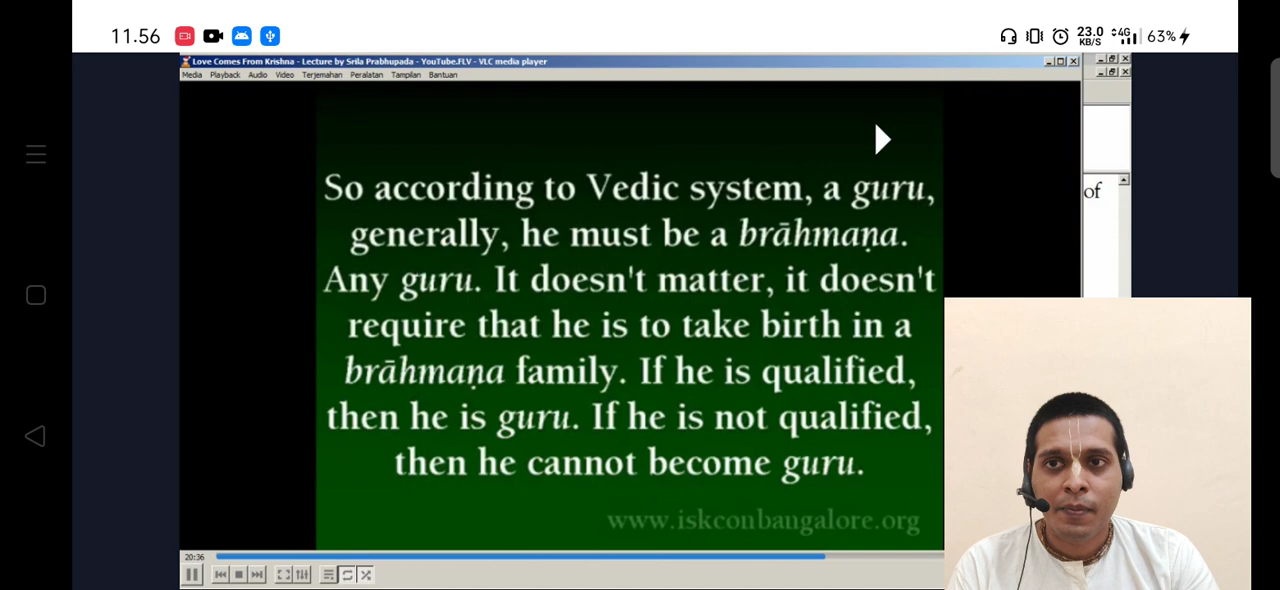 11.56
23.0 KB/S 4G 63%
Love Comes From Krishna - Lecture by Srila Prabhupada - YouTube.FLV - VLC media player
Media Playback Audio Video Terjemahan Peralatan Tampilan Bantuan
So according to Vedic system, a guru,
generally, he must be a brāhmaṇa.
Any guru. It doesn't matter, it doesn't
require that he is to take birth in a
brāhmaṇa family. If he is qualified,
then he is guru. If he is not qualified,
then he cannot become guru.
www.iskconbangalore.org
of
20:36